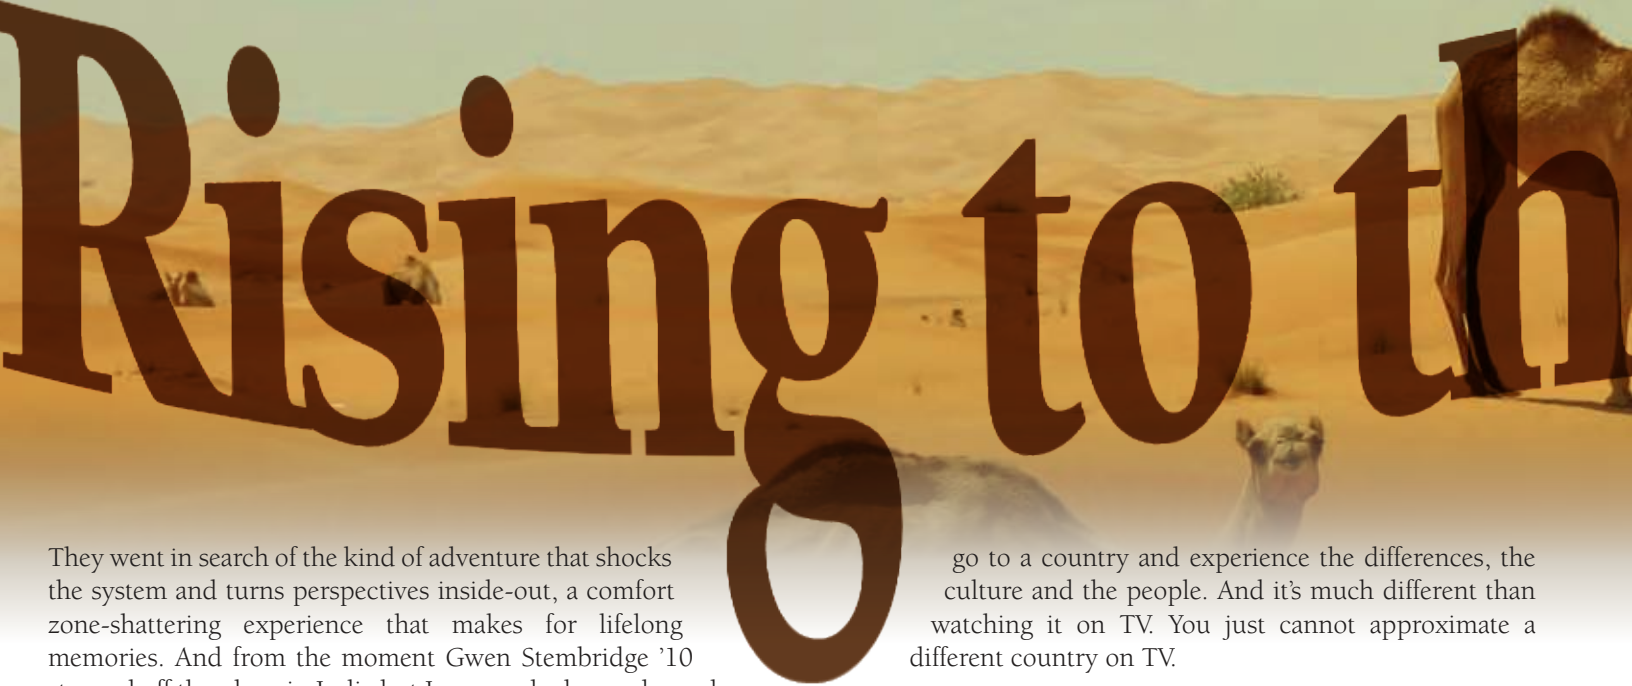 Rising to th
They went in search of the kind of adventure that shocks
the system and turns perspectives inside-out, a comfort
zone-shattering experience that makes for lifelong
memories. And from the moment Gwen Stembridge ’10
go to a country and experience the differences, the
culture and the people. And it’s much different than
watching it on TV. You just cannot approximate a
different country on TV.